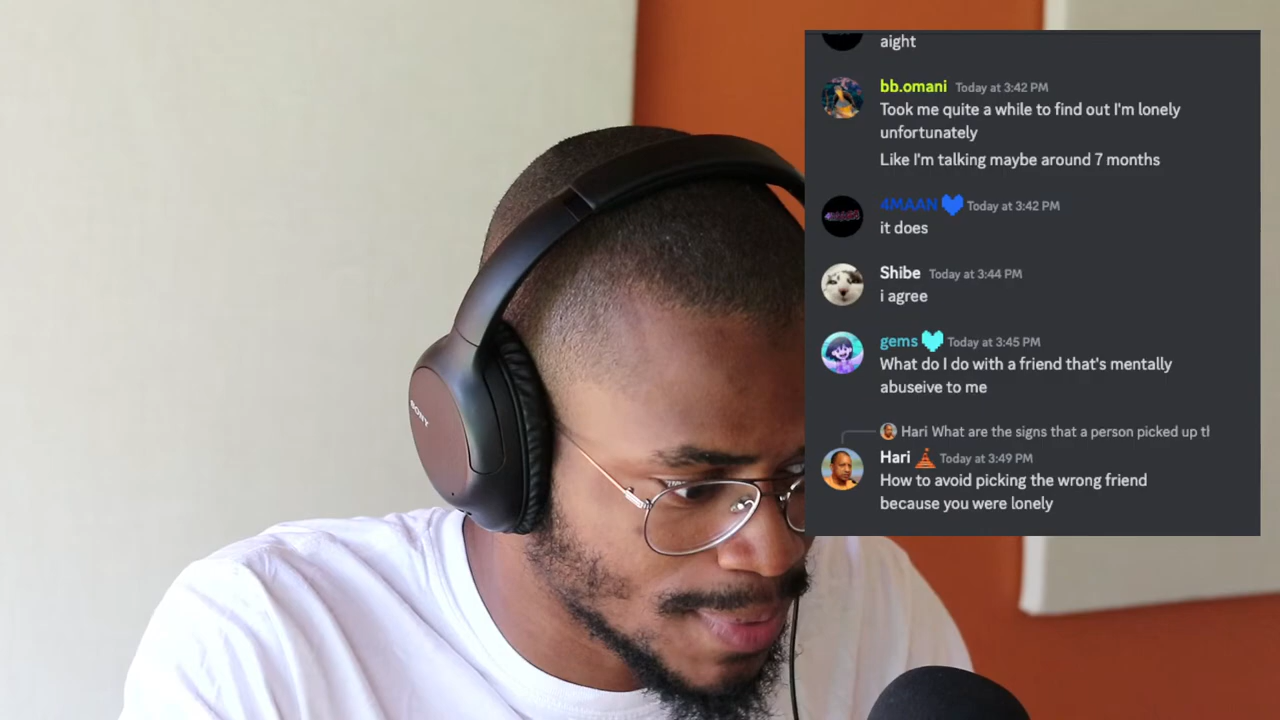 aight
bb.omani Today at 3:42 PM
Took me quite a while to find out I'm lonely
unfortunately
Like I'm talking maybe around 7 months
4MAAN Today at 3:42 PM
it does
Shibe Today at 3:44 PM
i agree
gems Today at 3:45 PM
What do I do with a friend that's mentally
abuseive to me
Hari What are the signs that a person picked up
Hari Today at 3:49 PM
How to avoid picking the wrong friend
because you were lonely
SONY